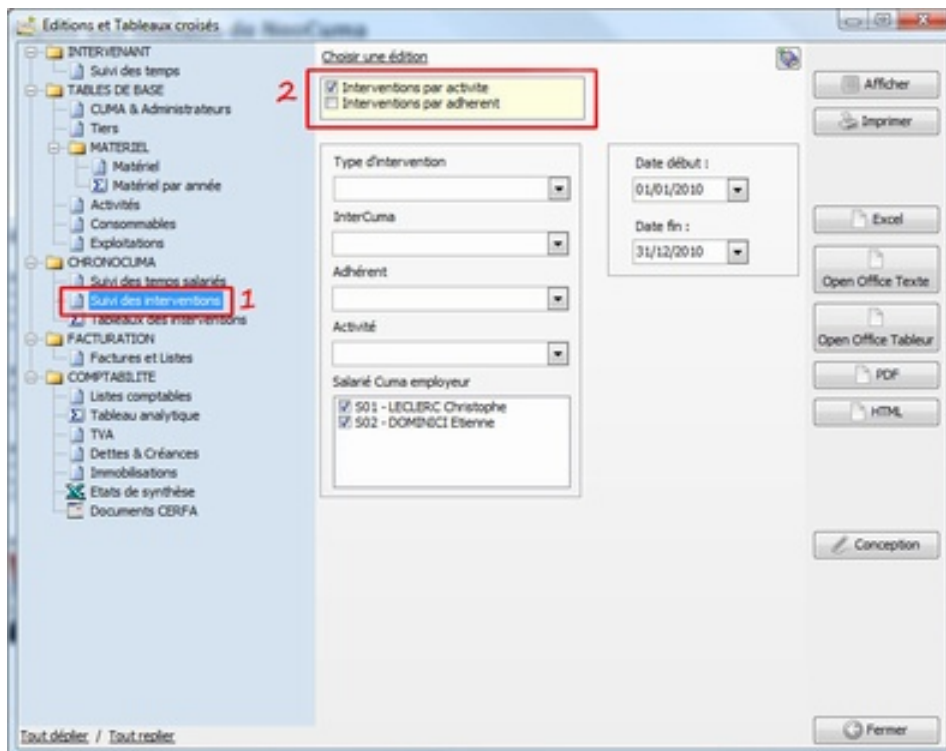 Editions et Tableaux croisés
INTERVENANT
Suivi des temps
TABLES DE BASE
CUMA & Administrateurs
Tiers
MATERIEL
Matériel
Matériel par année
Activités
Consommables
Exploitations
CHRONOCUMA
Suivi des temps salariés
Suivi des interventions
1
Tableaux des interventions
FACTURATION
Factures et Listes
COMPTABILITE
Listes comptables
Tableau analytique
TVA
Dettes & Créances
Immobilisations
Etats de synthèse
Documents CERFA
Tout déplier / Tout replier
Choisir une édition
2
Interventions par activite
Interventions par adherent
Type d'intervention
InterCuma
Adhérent
Activité
Salarié Cuma employeur
S01 - LECLERC Christophe
S02 - DOMINICI Etienne
Date début :
01/01/2010
Date fin :
31/12/2010
Afficher
Imprimer
Excel
Open Office Texte
Open Office Tableur
PDF
HTML
Conception
Fermer